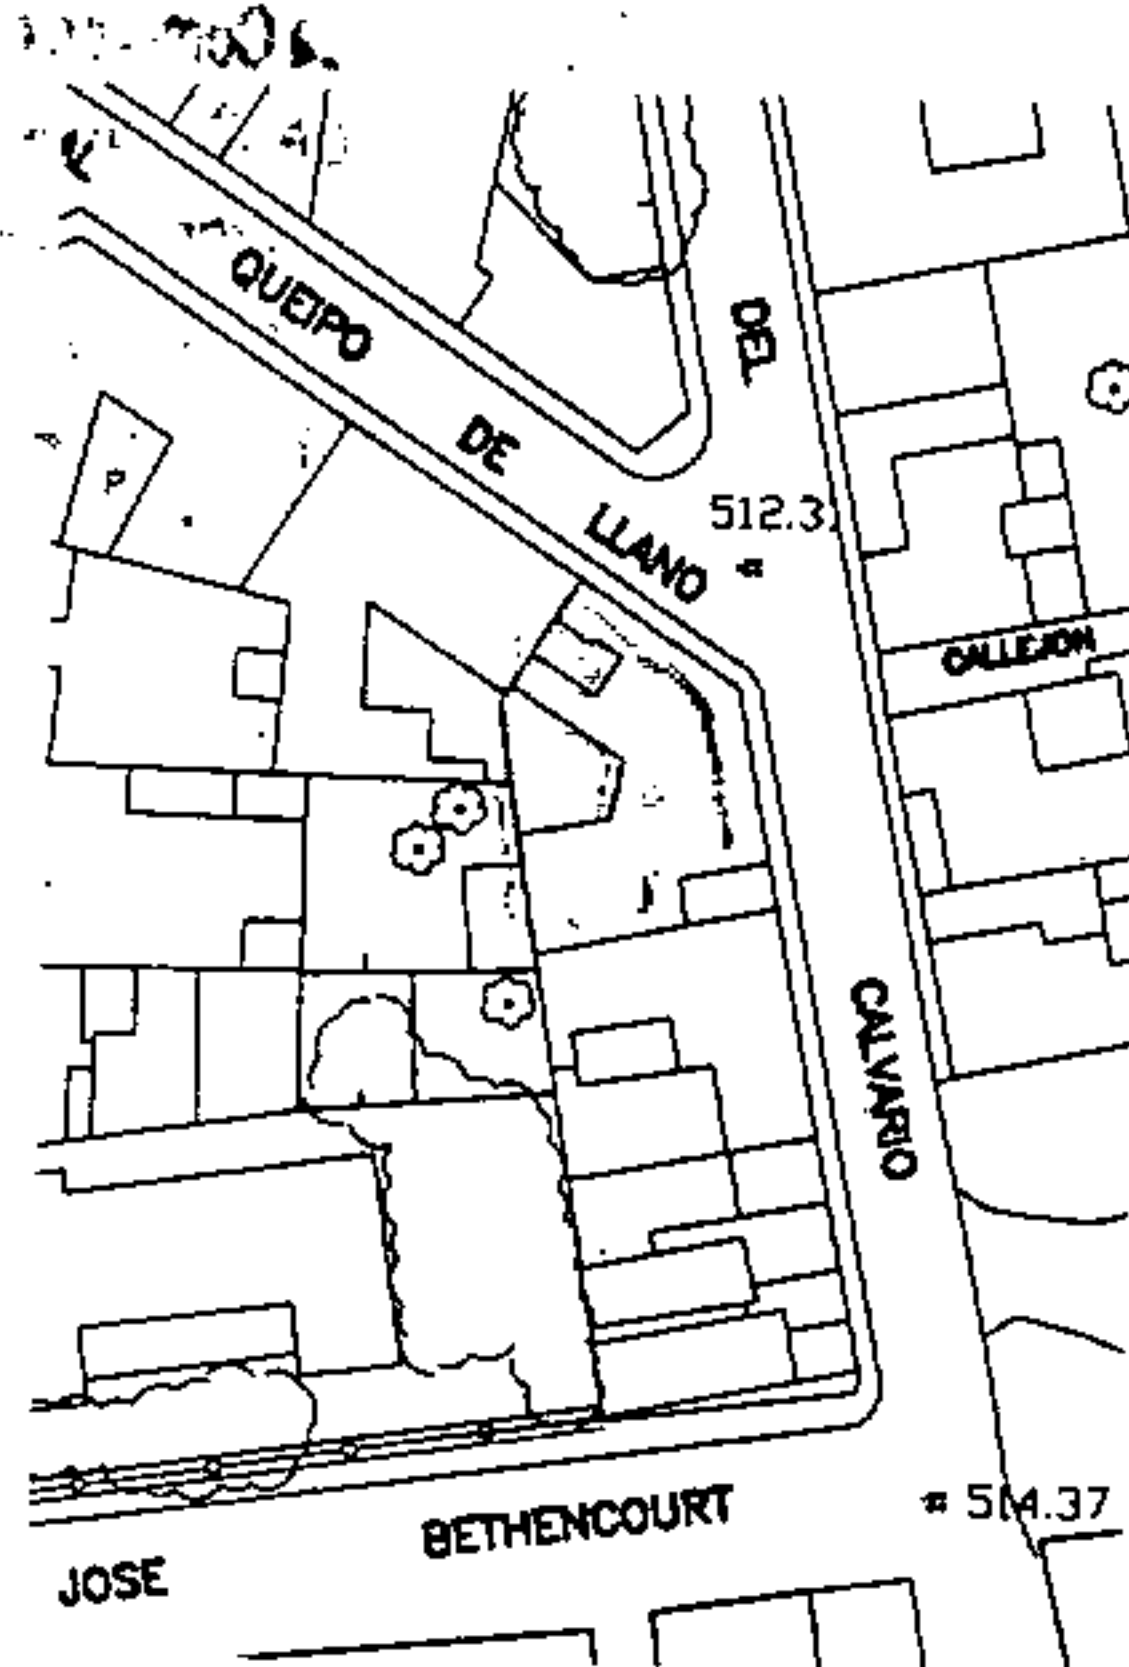 QUEIPO
DE
LLANO
DEL
512.3
CALLEJON
P
CALVARIO
514.37
BETHENCOURT
JOSE